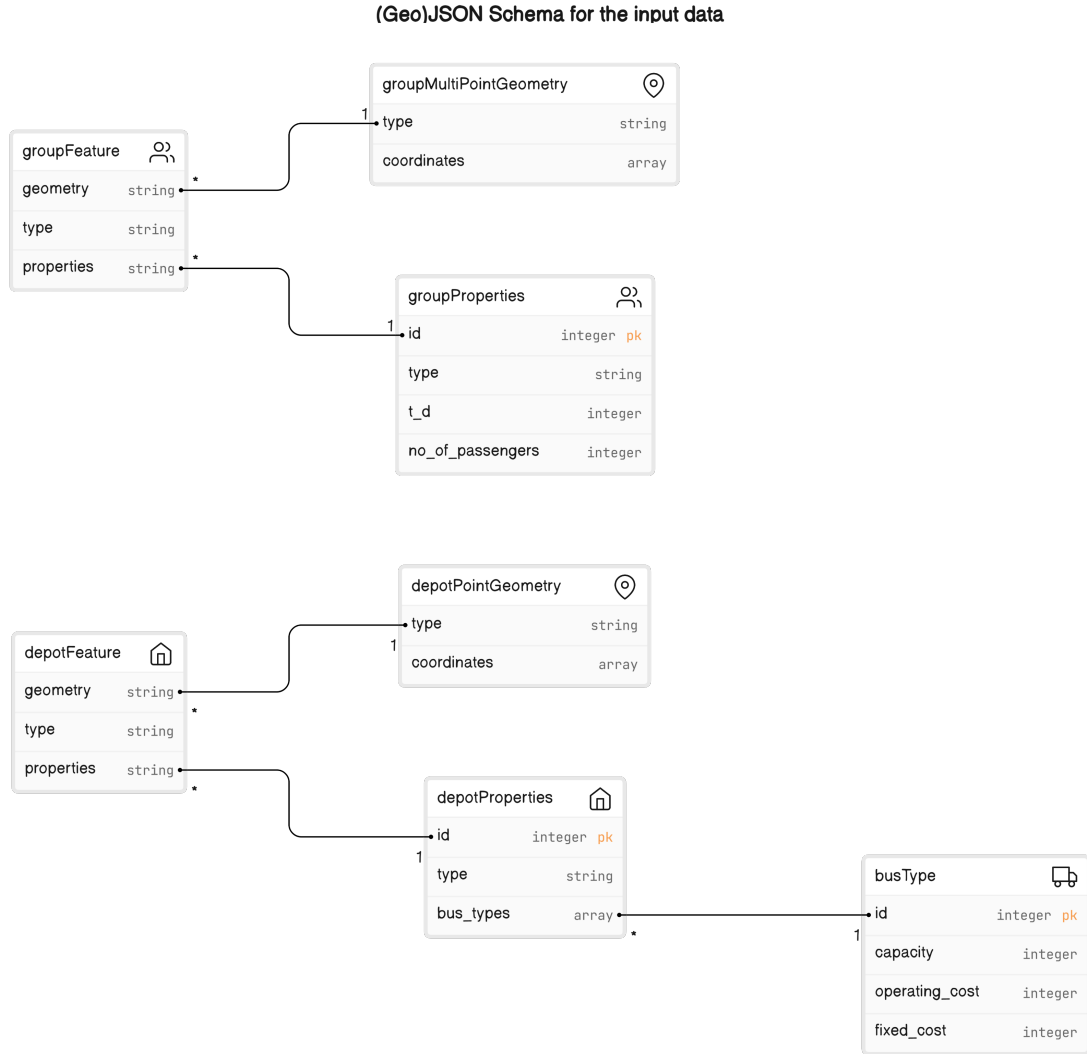 (Geo)JSON Schema for the input data
groupMultiPointGeometry
1 type string
coordinates array
groupFeature
geometry string *
type string
properties string *
groupProperties
1 id integer pk
type string
t_d integer
no_of_passengers integer
depotPointGeometry
type string
1
coordinates array
depotFeature
geometry string
*
type string
properties string
*
depotProperties
id integer pk
1
type string
bus_types array
*
busType
id integer pk
1
capacity integer
operating_cost integer
fixed_cost integer